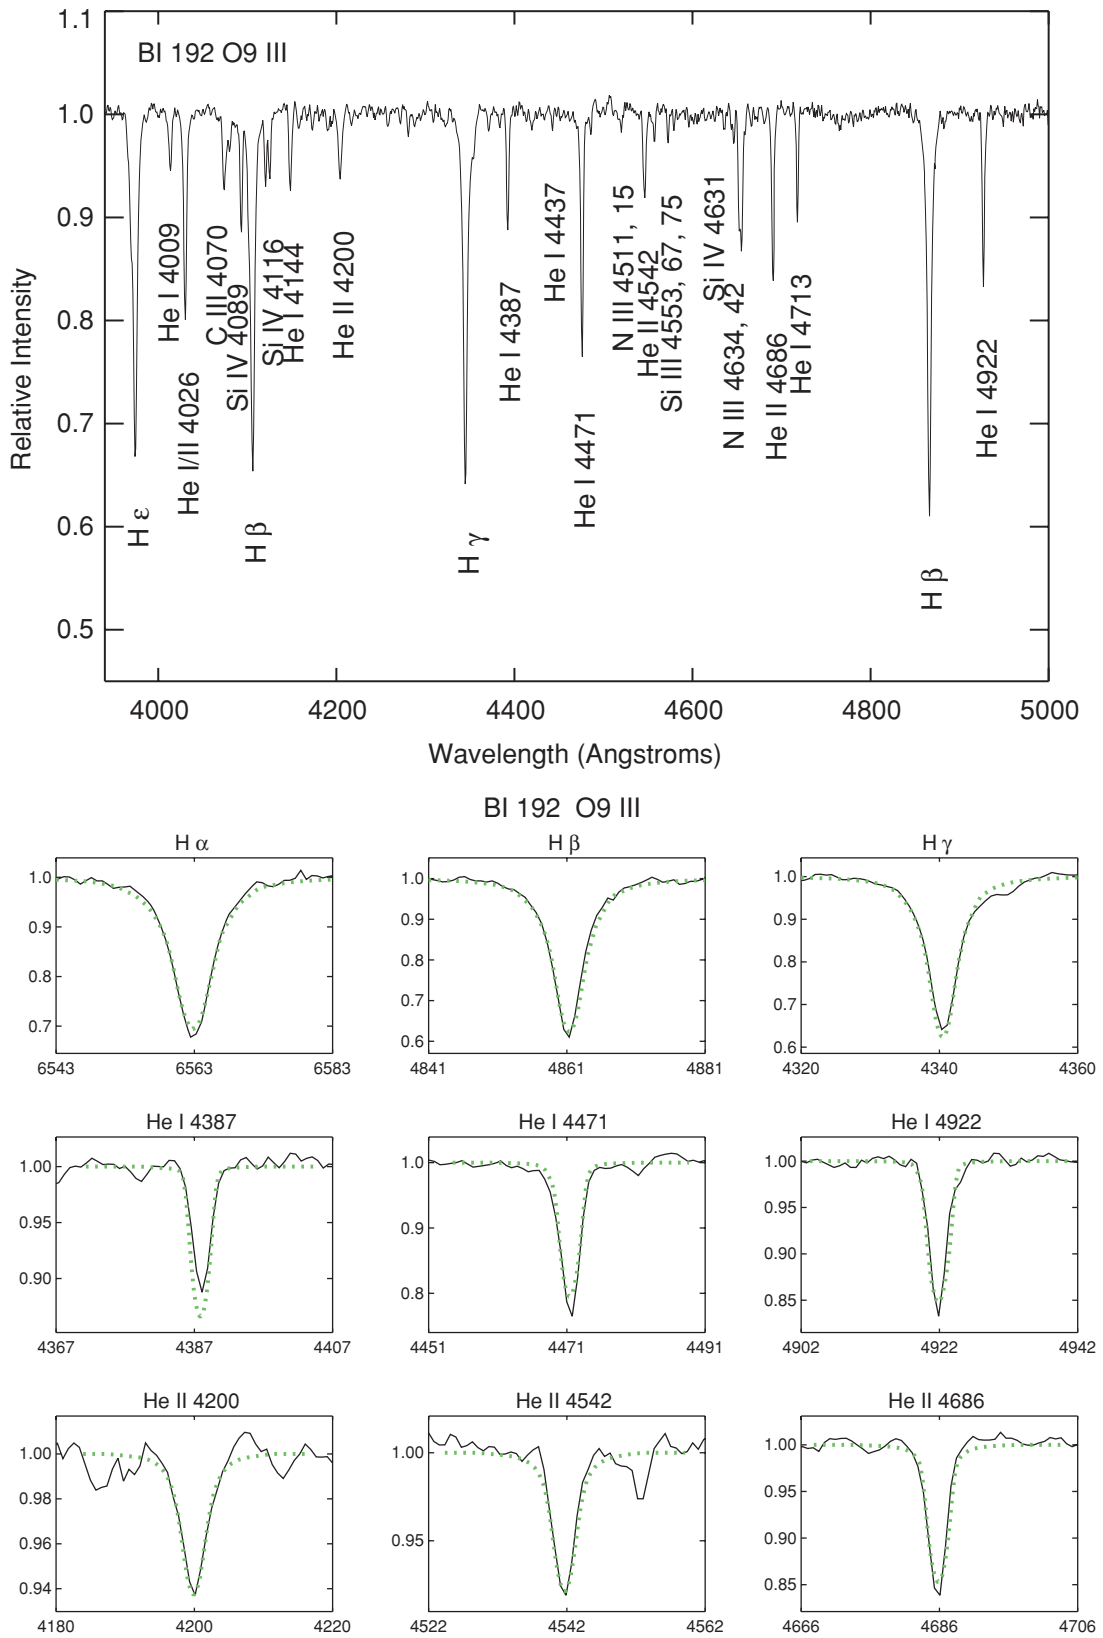 BI 192 O9 III
1.1
1.0
0.9
0.8
0.7
0.6
0.5
Relative Intensity
H ε
He I 4009
He I/II 4026
C III 4070
Si IV 4089
H β
Si IV 4116
He I 4144
He II 4200
H γ
He I 4387
He I 4437
He I 4471
N III 4511, 15
He II 4542
Si III 4553, 67, 75
Si IV 4631
N III 4634, 42
He II 4686
He I 4713
H β
He I 4922
4000 4200 4400 4600 4800 5000
Wavelength (Angstroms)
BI 192 O9 III
H α H β H γ
1.0
0.9
0.8
0.7
6543 6563 6583
1.0
0.9
0.8
0.7
0.6
4841 4861 4881
1.0
0.9
0.8
0.7
0.6
4320 4340 4360
He I 4387 He I 4471 He I 4922
1.00
0.95
0.90
4367 4387 4407
1.0
0.9
0.8
4451 4471 4491
1.00
0.95
0.90
0.85
4902 4922 4942
He II 4200 He II 4542 He II 4686
1.00
0.98
0.96
0.94
4180 4200 4220
1.00
0.95
4522 4542 4562
1.00
0.95
0.90
0.85
4666 4686 4706